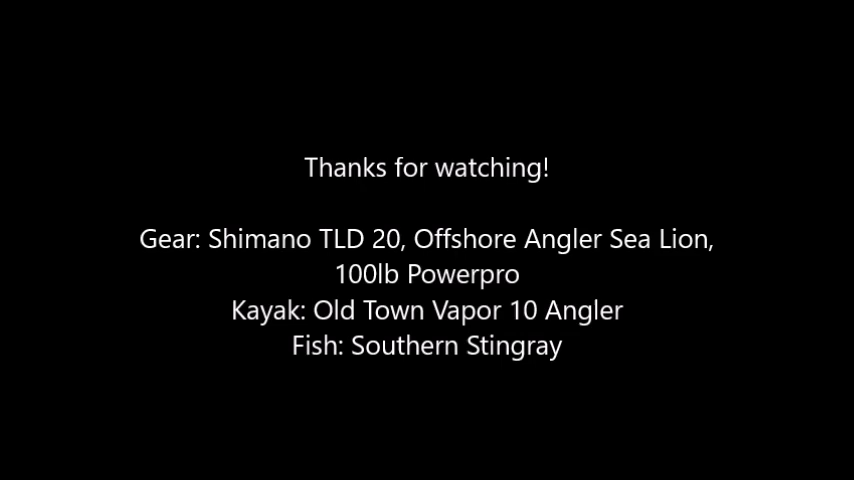 Thanks for watching!
Gear: Shimano TLD 20, Offshore Angler Sea Lion,
100lb Powerpro
Kayak: Old Town Vapor 10 Angler
Fish: Southern Stingray